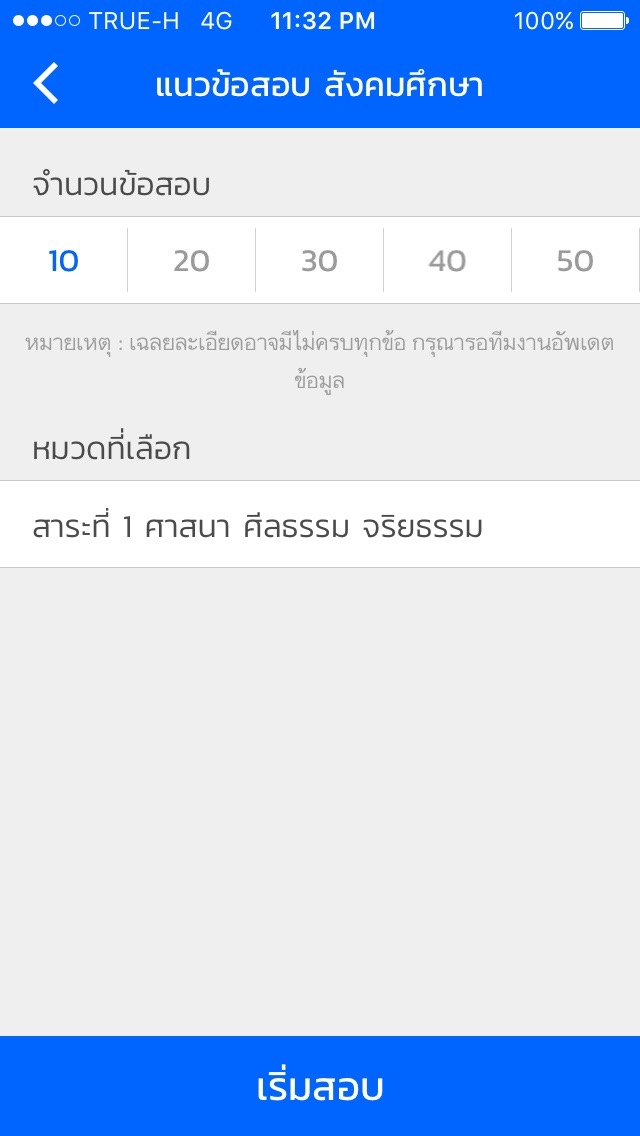 TRUE-H 4G 11:32 PM 100%
แนวข้อสอบ สังคมศึกษา
จำนวนข้อสอบ
10 20 30 40 50
หมายเหตุ : เฉลยละเอียดอาจมีไม่ครบทุกข้อ กรุณารอทีมงานอัพเดต
ข้อมูล
หมวดที่เลือก
สาระที่ 1 ศาสนา ศีลธรรม จริยธรรม
เริ่มสอบ